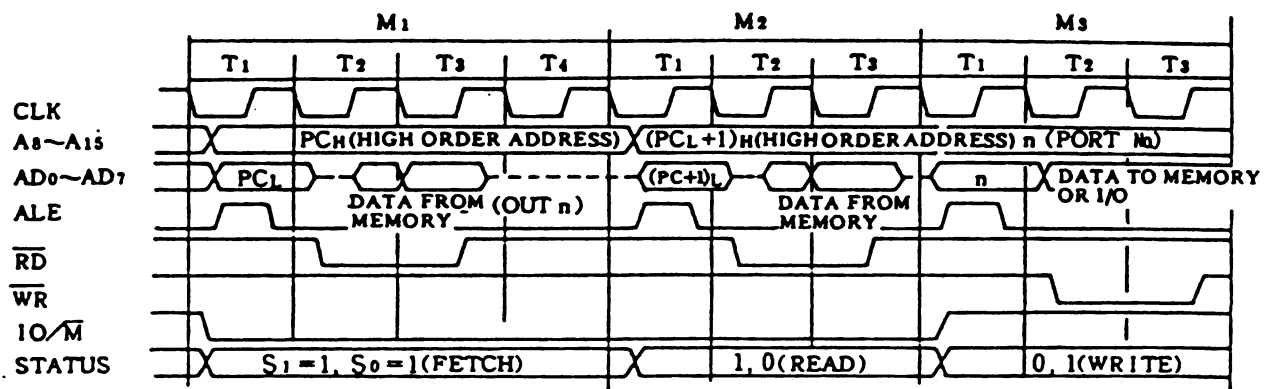 M1 M2 M3
T1 T2 T3 T4 T1 T2 T3 T1 T2 T3
CLK
A8~A15 PCH(HIGH ORDER ADDRESS) (PCL+1)H(HIGH ORDER ADDRESS) n (PORT No.)
AD0~AD7 PCL (PC+1)L n DATA TO MEMORY
OR I/O
ALE DATA FROM MEMORY (OUT n) DATA FROM MEMORY
RD
WR
IO/M
STATUS S1=1, S0=1(FETCH) 1, 0(READ) 0, 1(WRITE)